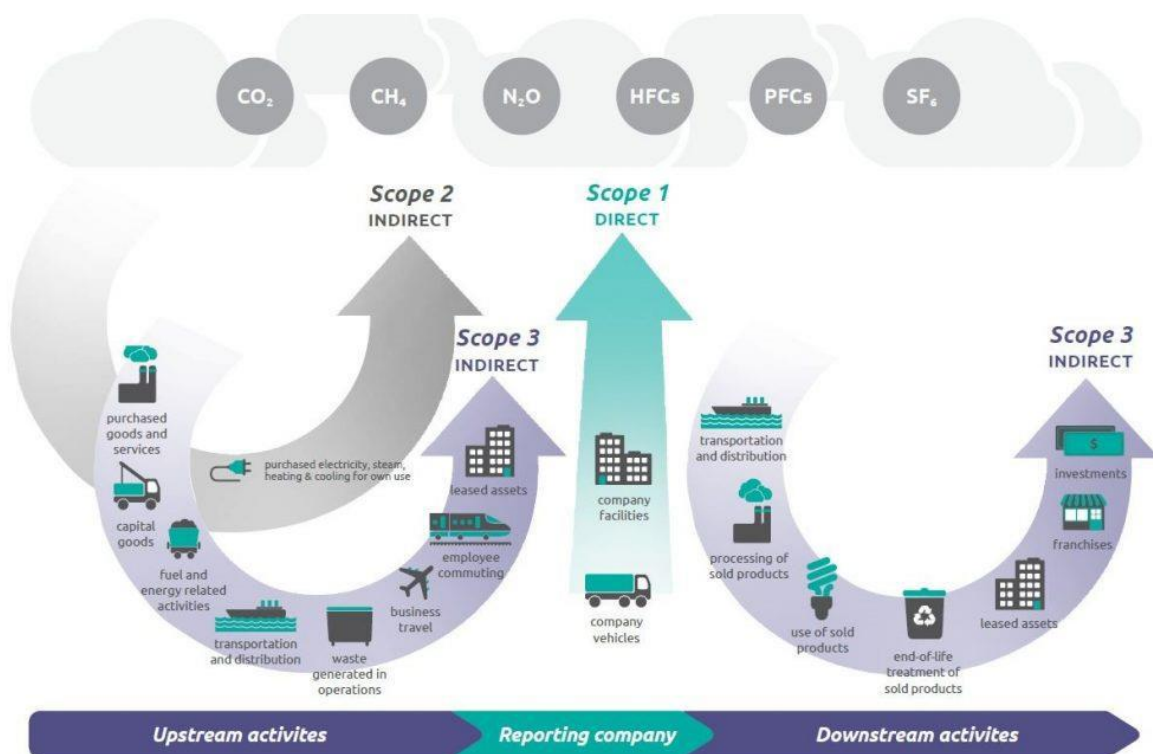 CO₂
CH₄
N₂O
HFCs
PFCs
SF₆
Scope 2
INDIRECT
Scope 1
DIRECT
Scope 3
INDIRECT
Scope 3
INDIRECT
purchased
goods and
services
capital
goods
fuel and
energy related
activities
transportation
and distribution
waste
generated in
operations
business
travel
employee
commuting
leased assets
purchased electricity, steam,
heating & cooling for own use
company
facilities
company
vehicles
transportation
and distribution
processing of
sold products
use of sold
products
end-of-life
treatment of
sold products
leased assets
franchises
investments
$
Upstream activites
Reporting company
Downstream activites